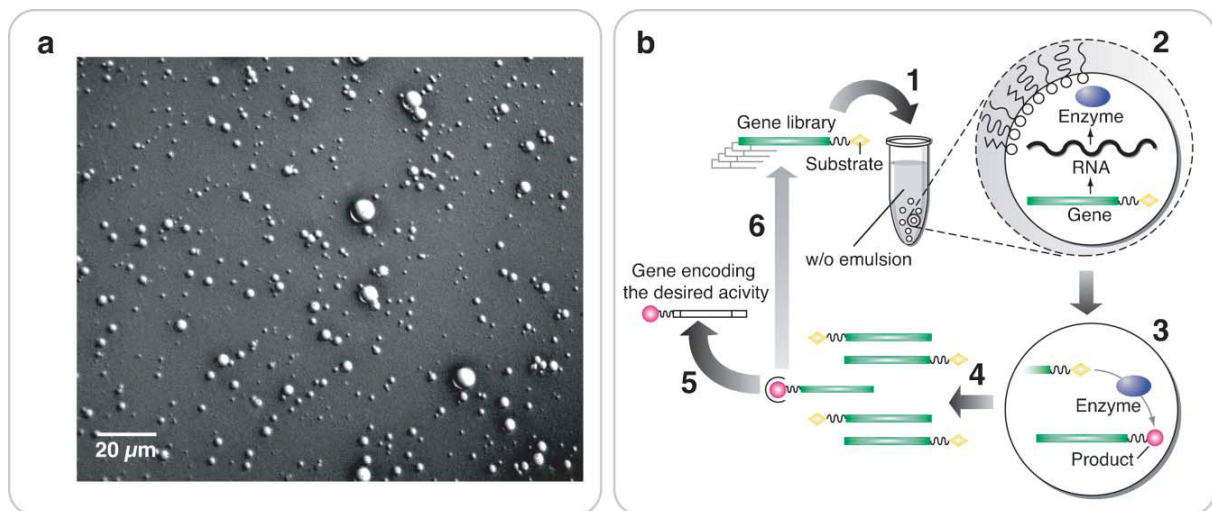 a
20 μm
b
1
2
Gene library
Substrate
Enzyme
RNA
Gene
w/o emulsion
6
Gene encoding
the desired acivity
5
4
3
Enzyme
Product